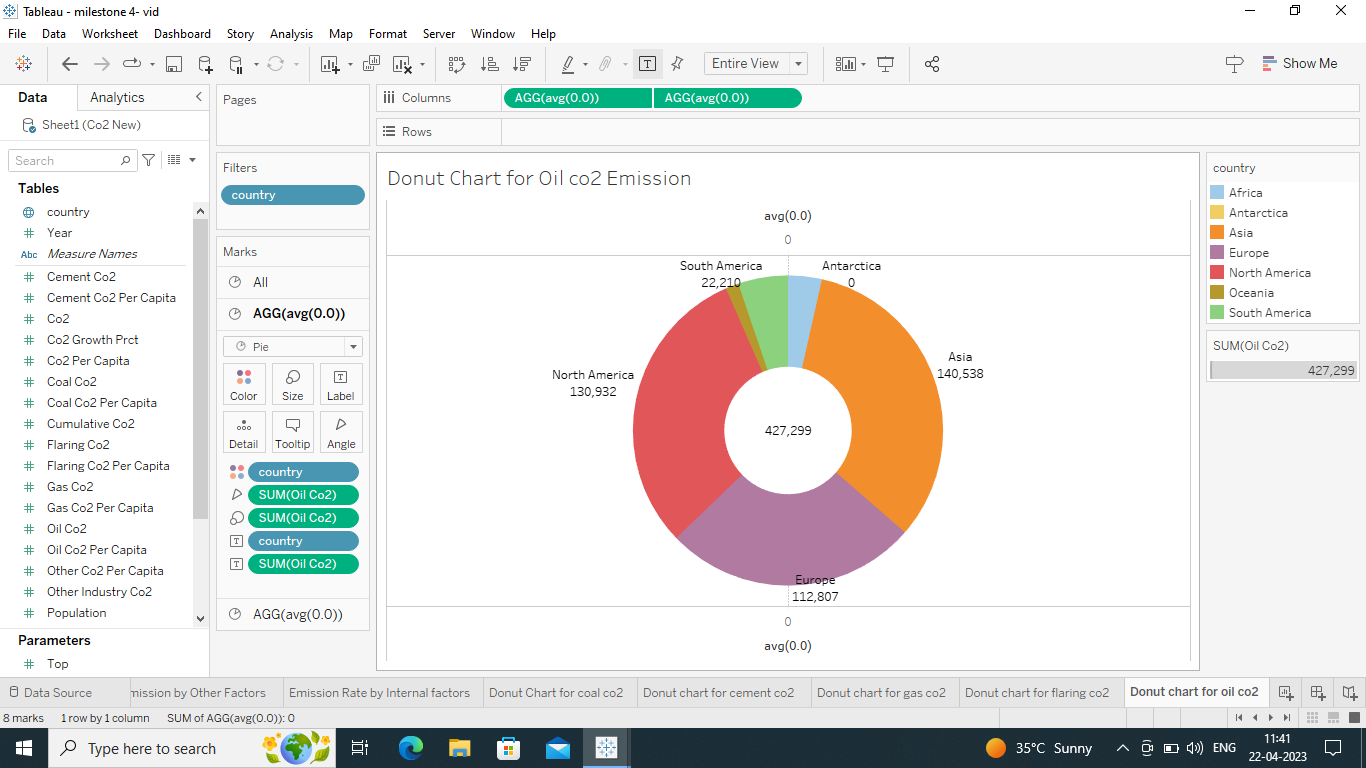 Tableau - milestone 4- vid
File Data Worksheet Dashboard Story Analysis Map Format Server Window Help
Entire View
Show Me
Data Analytics
Sheet1 (Co2 New)
Search
Tables
country
Year
Abc Measure Names
Cement Co2
Cement Co2 Per Capita
Co2
Co2 Growth Prct
Co2 Per Capita
Coal Co2
Coal Co2 Per Capita
Cumulative Co2
Flaring Co2
Flaring Co2 Per Capita
Gas Co2
Gas Co2 Per Capita
Oil Co2
Oil Co2 Per Capita
Other Co2 Per Capita
Other Industry Co2
Population
Parameters
Top
Pages
Filters
country
Marks
All
AGG(avg(0.0))
Pie
Color Size Label
Detail Tooltip Angle
country
SUM(Oil Co2)
SUM(Oil Co2)
country
SUM(Oil Co2)
AGG(avg(0.0))
Columns AGG(avg(0.0)) AGG(avg(0.0))
Rows
Donut Chart for Oil co2 Emission
avg(0.0)
0
South America
22,210
Antarctica
0
Asia
140,538
North America
130,932
427,299
Europe
112,807
0
avg(0.0)
country
Africa
Antarctica
Asia
Europe
North America
Oceania
South America
SUM(Oil Co2)
427,299
Data Source mission by Other Factors Emission Rate by Internal factors Donut Chart for coal co2 Donut chart for cement co2 Donut chart for gas co2 Donut chart for flaring co2 Donut chart for oil co2
8 marks 1 row by 1 column SUM of AGG(avg(0.0)): 0
Type here to search
35°C Sunny
ENG
11:41
22-04-2023